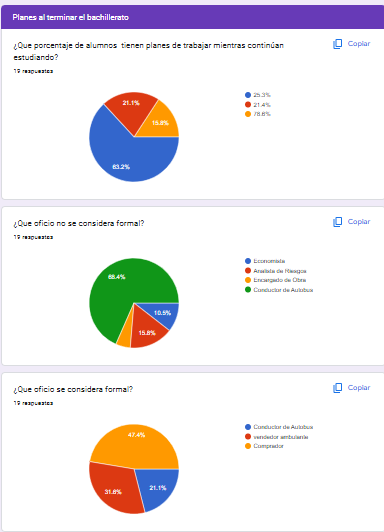 Planes al terminar el bachillerato
¿Que porcentaje de alumnos tienen planes de trabajar mientras continúan
estudiando?
Copiar
19 respuestas
25.3%
21.4%
78.6%
21.1%
15.8%
63.2%
¿Que oficio no se considera formal?
Copiar
19 respuestas
Economista
Analista de Riesgos
Encargado de Obra
Conductor de Autobus
68.4%
10.5%
15.8%
¿Que oficio se considera formal?
Copiar
19 respuestas
Conductor de Autobus
vendedor ambulante
Comprador
47.4%
31.6%
21.1%